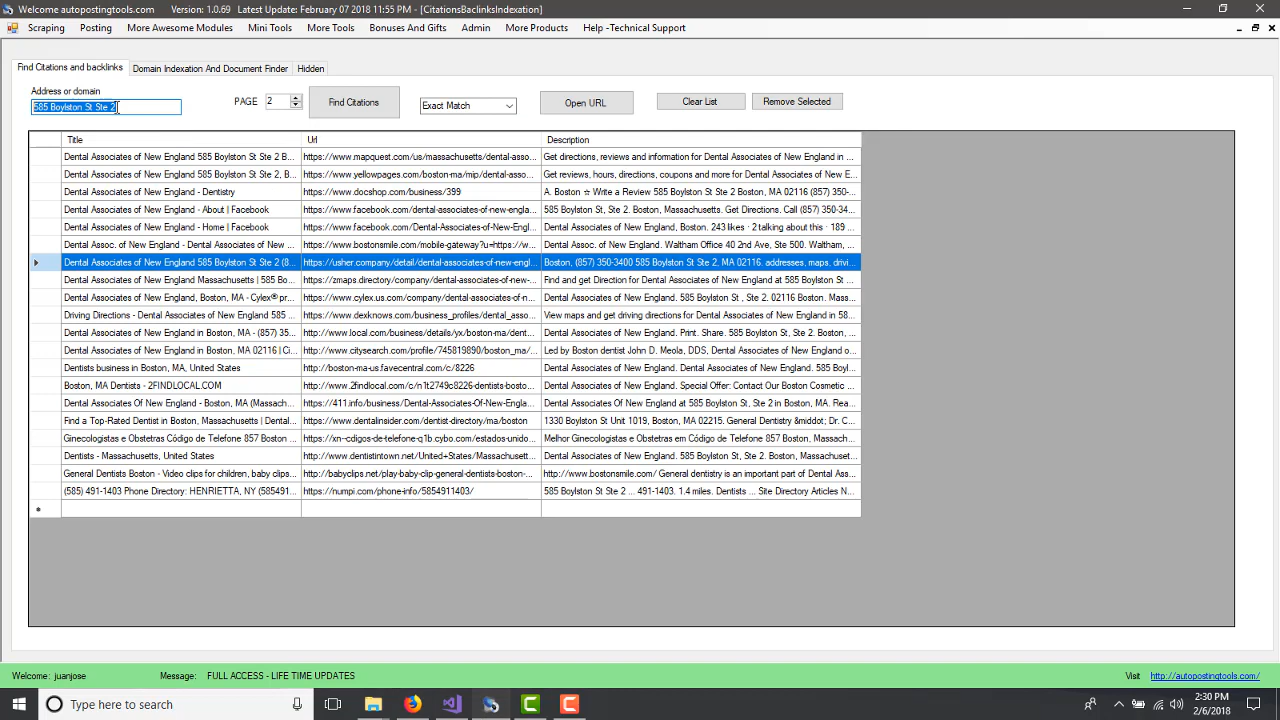 Welcome autopostingtools.com Version: 1.0.69 Latest Update: February 07 2018 11:55 PM - [CitationsBaclinksIndexation]
Scraping Posting More Awesome Modules Mini Tools More Tools Bonuses And Gifts Admin More Products Help -Technical Support
Find Citations and backlinks Domain Indexation And Document Finder Hidden
Address or domain
585 Boylston St Ste 2 PAGE 2 Find Citations Exact Match Open URL Clear List Remove Selected
Title Url Description
Dental Associates of New England 585 Boylston St Ste 2 B... https://www.mapquest.com/us/massachusetts/dental-asso... Get directions, reviews and information for Dental Associates of New England in ...
Dental Associates of New England 585 Boylston St Ste 2 B... https://www.yellowpages.com/boston-ma/mip/dental-asso... Get reviews, hours, directions, coupons and more for Dental Associates of New E...
Dental Associates of New England - Dentistry https://www.docshop.com/business/399 A. Boston ☆ Write a Review 585 Boylston St Ste 2 Boston, MA 02116 (857) 350-...
Dental Associates of New England - About | Facebook https://www.facebook.com/dental-associates-of-new-engla... 585 Boylston St, Ste 2. Boston, Massachusetts. Get Directions. Call (857) 350-34...
Dental Associates of New England - Home | Facebook https://www.facebook.com/Dental-Associates-of-New-Engl... Dental Associates of New England, Boston. 243 likes · 2 talking about this · 189 ...
Dental Assoc. of New England - Dental Associates of New ... https://www.bostonsmile.com/mobile-gateway?u=https://w... Dental Assoc. of New England. Waltham Office 40 2nd Ave, Ste 500. Waltham, ...
Dental Associates of New England 585 Boylston St Ste 2 (8... https://usher.company/detail/dental-associates-of-new-engl... Boston, (857) 350-3400 585 Boylston St Ste 2, MA 02116. addresses, maps, drivi...
Dental Associates of New England Massachusetts | 585 Bo... https://zmaps.directory/company/dental-associates-of-new-... Find and get Direction for Dental Associates of New England at 585 Boylston St ...
Dental Associates of New England, Boston, MA - Cylex® pr... https://www.cylex.us.com/company/dental-associates-of-n... Dental Associates of New England. 585 Boylston St , Ste 2. 02116 Boston. Mass...
Driving Directions - Dental Associates of New England 585 ... https://www.dexknows.com/business_profiles/dental_asso... View maps and get driving directions for Dental Associates of New England in 58...
Dental Associates of New England in Boston, MA - (857) 35... http://www.local.com/business/details/yx/boston-ma/dent... Dental Associates of New England. Print. Share. 585 Boylston St, Ste 2. Boston, ...
Dental Associates of New England in Boston, MA 02116 | Ci... http://www.citysearch.com/profile/745819890/boston_ma/... Led by Boston dentist John D. Meola, DDS, Dental Associates of New England o...
Dentists business in Boston, MA, United States http://boston-ma-us.favecentral.com/c/8226 Dental Associates of New England. Description. Dental Associates of New England. 585 Boyls...
Boston, MA Dentists - 2FINDLOCAL.COM http://www.2findlocal.com/c/n1t2749c8226-dentists-bosto... Dental Associates of New England. Special Offer: Contact Our Boston Cosmetic ...
Dental Associates Of New England - Boston, MA (Massach... https://411.info/business/Dental-Associates-Of-New-Engla... Dental Associates Of New England at 585 Boylston St, Ste 2 in Boston, MA. Rea...
Find a Top-Rated Dentist in Boston, Massachusetts | Dental... https://www.dentalinsider.com/dentist-directory/ma/boston 1330 Boylston St Unit 1019, Boston, MA 02215. General Dentistry &middot; Dr. C...
Ginecologistas e Obstetras Código de Telefone 857 Boston ... https://xn--cdigos-de-telefone-q1b.cybo.com/estados-unido... Melhor Ginecologistas e Obstetras em Código de Telefone 857 Boston, Massach...
Dentists - Massachusetts, United States http://www.dentistintown.net/United+States/Massachusett... Dental Associates of New England, 585 Boylston St, Ste 2, Boston, Massachuset...
General Dentists Boston - Video clips for children, baby clips... http://babyclips.net/play-baby-clip-general-dentists-boston-... http://www.bostonsmile.com/ General dentistry is an important part of Dental Ass...
(585) 491-1403 Phone Directory: HENRIETTA, NY (585491... https://numpi.com/phone-info/5854911403/ 585 Boylston St Ste 2 ... 491-1403. 1.4 miles. Dentists ... Site Directory Articles N...
Welcome: juanjose Message: FULL ACCESS - LIFE TIME UPDATES Visit http://autopostingtools.com/
Type here to search 2:30 PM
2/6/2018